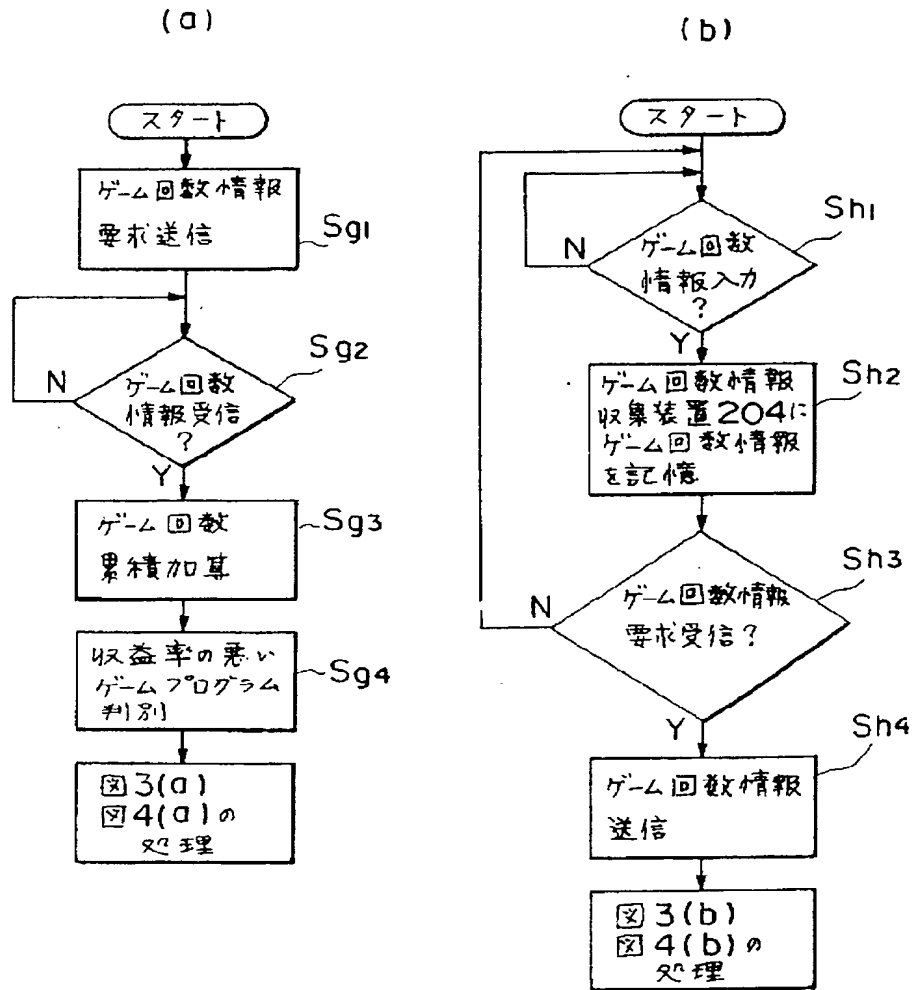 (a)
スタート
ゲーム回数情報
要求送信
Sg1
N
ゲーム回数
情報受信
?
Sg2
Y
ゲーム回数
累積加算
Sg3
収益率の悪い
ゲームプログラム
判別
Sg4
図3(a)
図4(a)の
処理
(b)
スタート
N
ゲーム回数
情報入力
?
Sh1
Y
ゲーム回数情報
収集装置204に
ゲーム回数情報
を記憶
Sh2
N
ゲーム回数情報
要求受信?
Sh3
Y
ゲーム回数情報
送信
Sh4
図3(b)
図4(b)の
処理